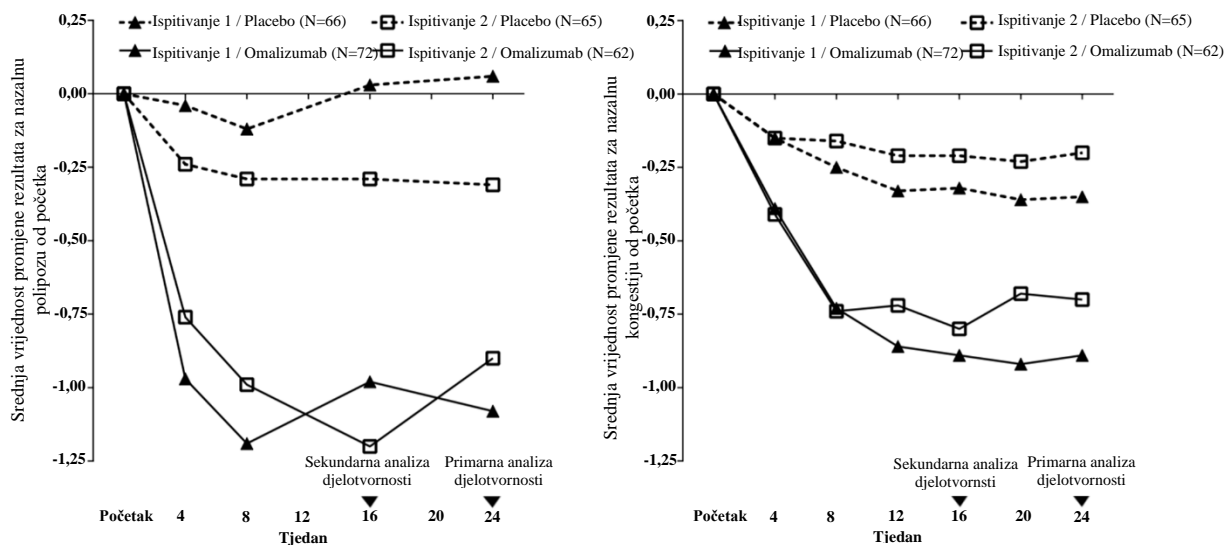 Ispitivanje 1 / Placebo (N=66)
Ispitivanje 2 / Placebo (N=65)
Ispitivanje 1 / Omalizumab (N=72)
Ispitivanje 2 / Omalizumab (N=62)
0,25
0,00
-0,25
-0,50
-0,75
-1,00
-1,25
Srednja vrijednost promjene rezultata za nazalnu
polipozu od početka
Sekundarna analiza
djelotvornosti
Primarna analiza
djelotvornosti
Početak 4 8 12 16 20 24
Tjedan
Ispitivanje 1 / Placebo (N=66)
Ispitivanje 2 / Placebo (N=65)
Ispitivanje 1 / Omalizumab (N=72)
Ispitivanje 2 / Omalizumab (N=62)
0,25
0,00
-0,25
-0,50
-0,75
-1,00
-1,25
Srednja vrijednost promjene rezultata za nazalnu
kongestiju od početka
Sekundarna analiza
djelotvornsti
Primarna analiza
djelotvornosti
Početak 4 8 12 16 20 24
Tjedan